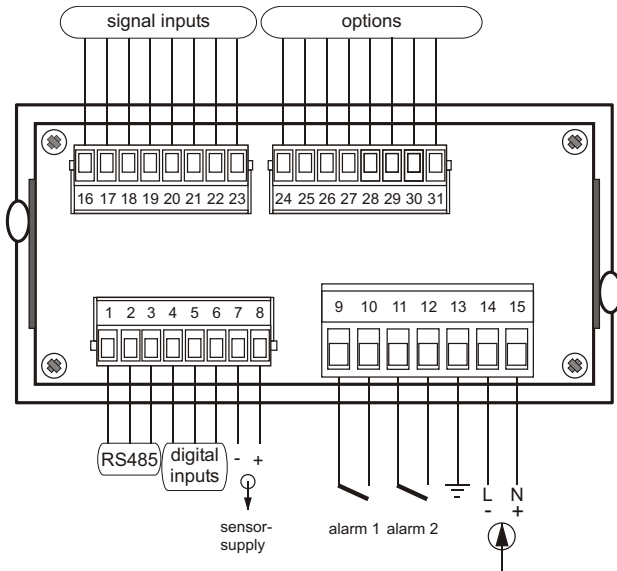 signal inputs options
16 17 18 19 20 21 22 23 24 25 26 27 28 29 30 31
1 2 3 4 5 6 7 8 9 10 11 12 13 14 15
RS485 digital inputs - + L N
- +
sensor-
supply
alarm 1 alarm 2